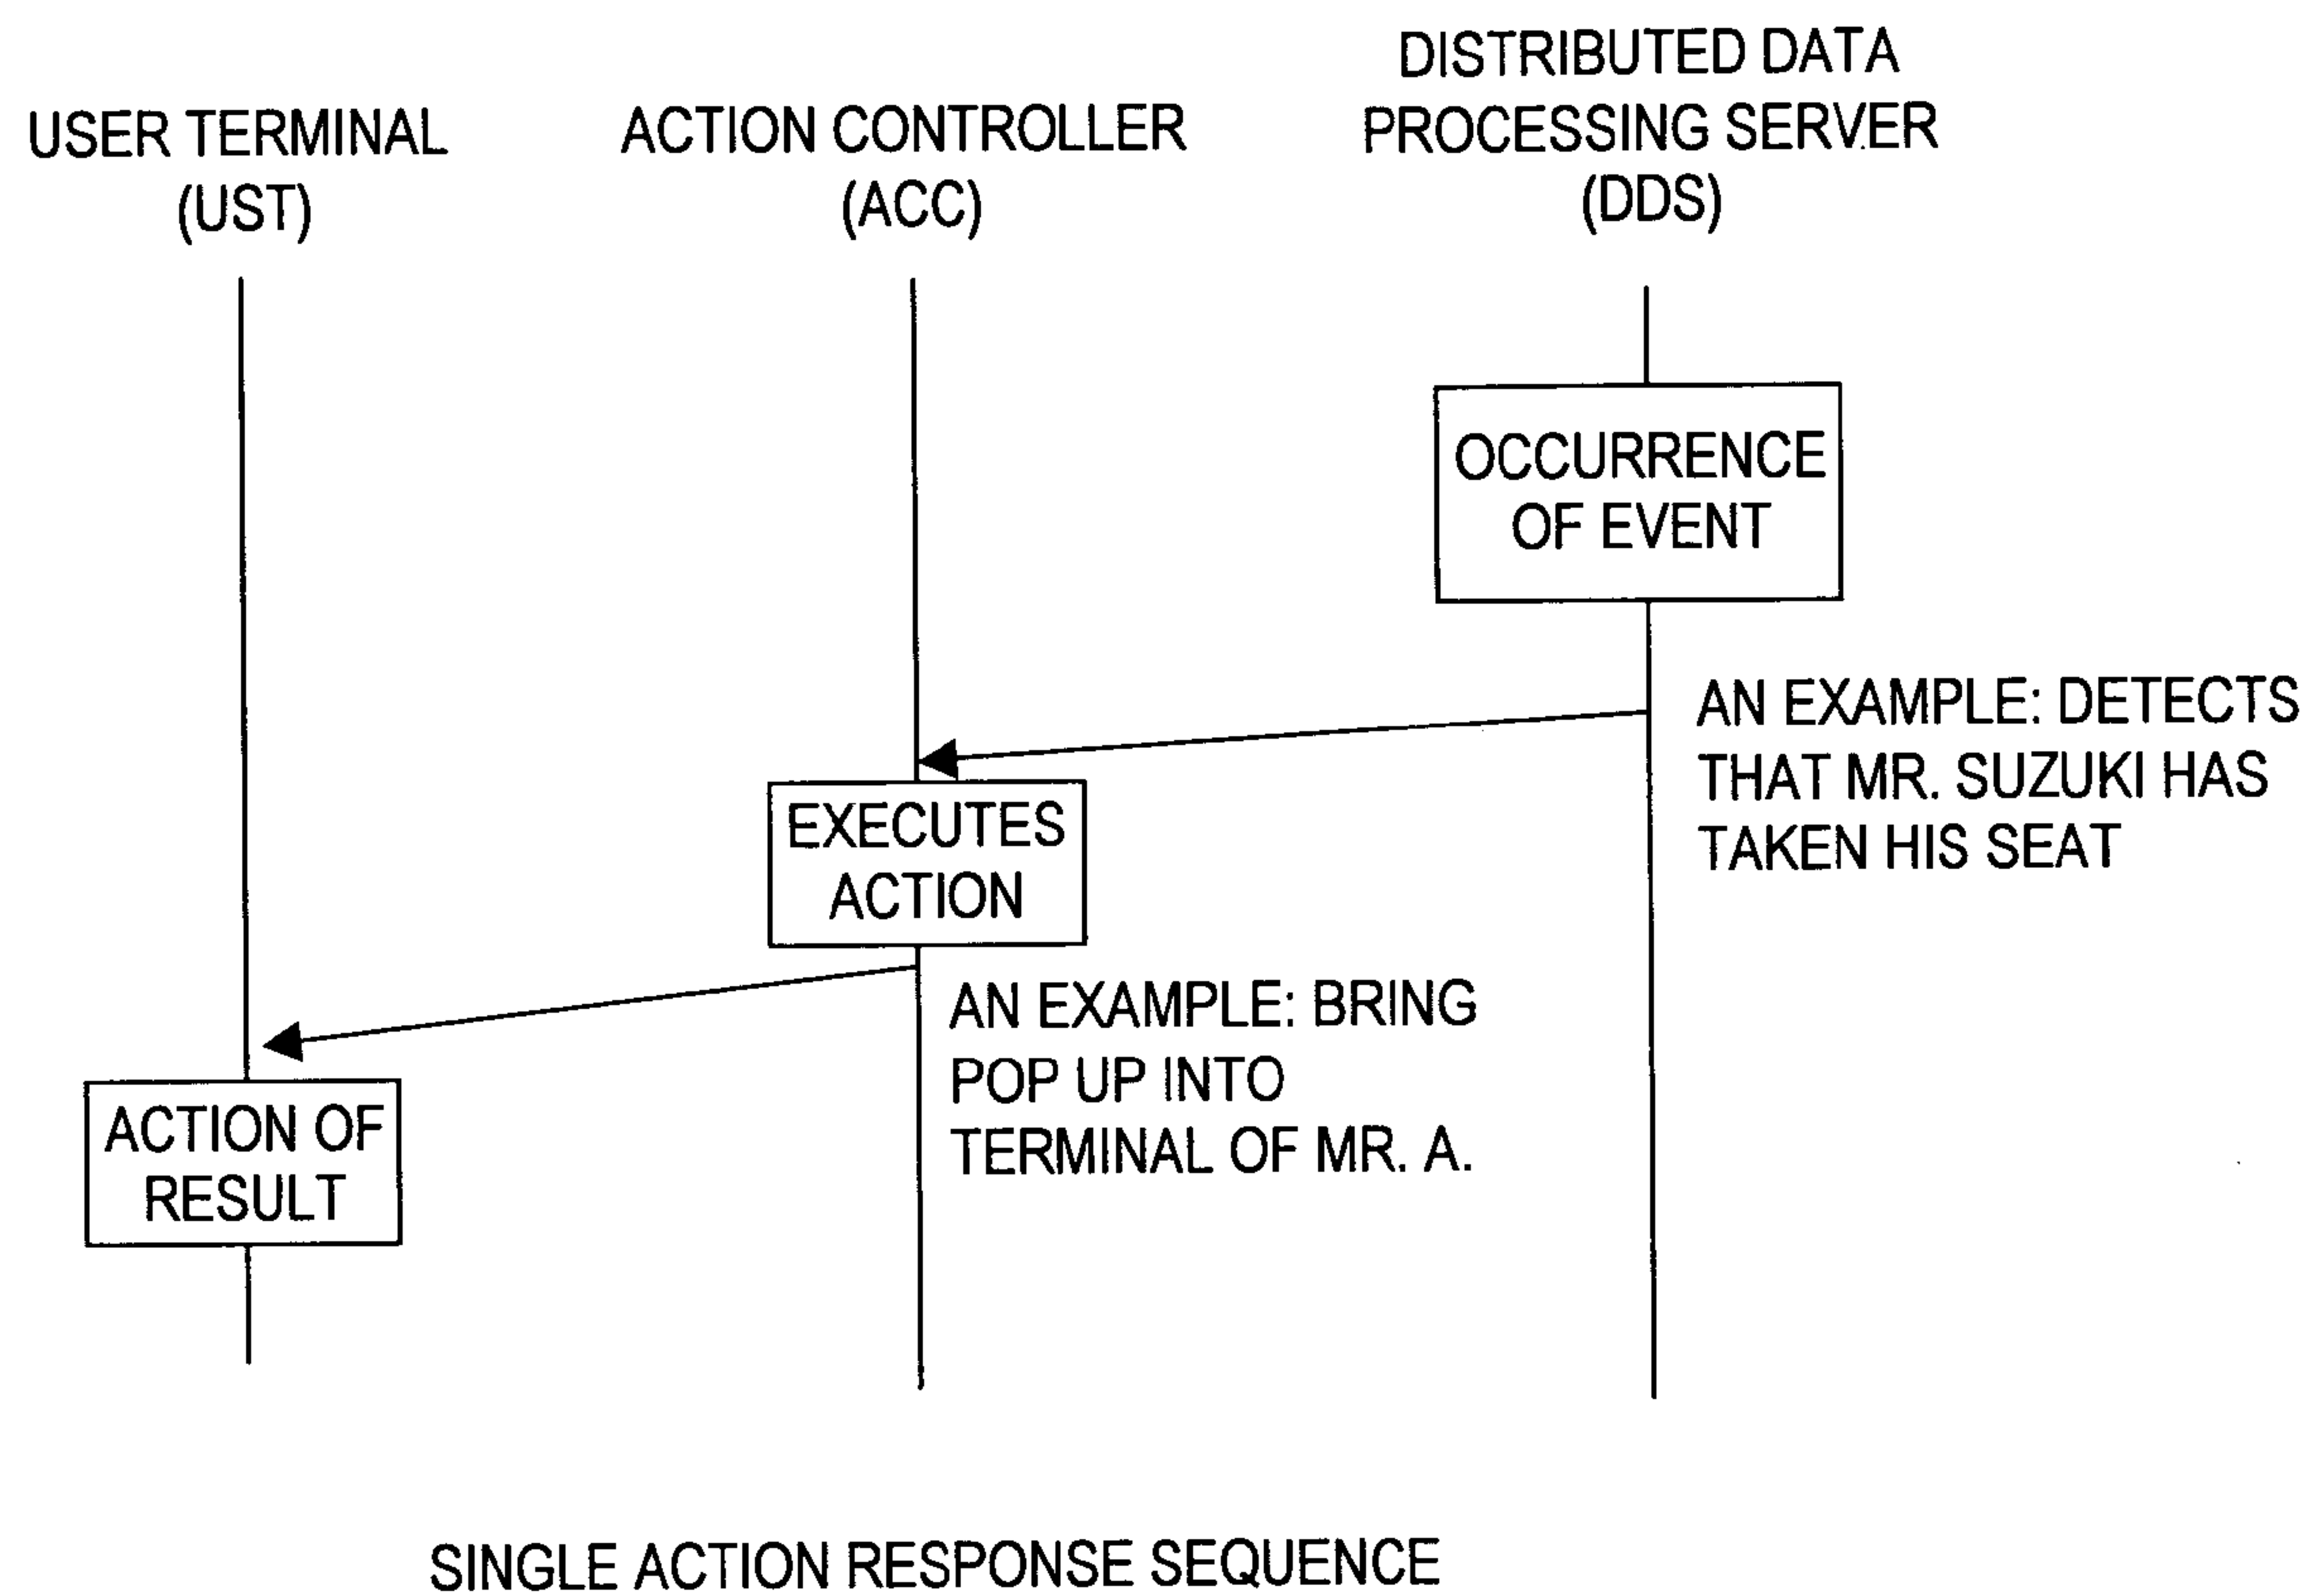 USER TERMINAL
(UST)
ACTION CONTROLLER
(ACC)
DISTRIBUTED DATA
PROCESSING SERVER
(DDS)
OCCURRENCE
OF EVENT
AN EXAMPLE: DETECTS
THAT MR. SUZUKI HAS
TAKEN HIS SEAT
EXECUTES
ACTION
AN EXAMPLE: BRING
POP UP INTO
TERMINAL OF MR. A.
ACTION OF
RESULT
SINGLE ACTION RESPONSE SEQUENCE